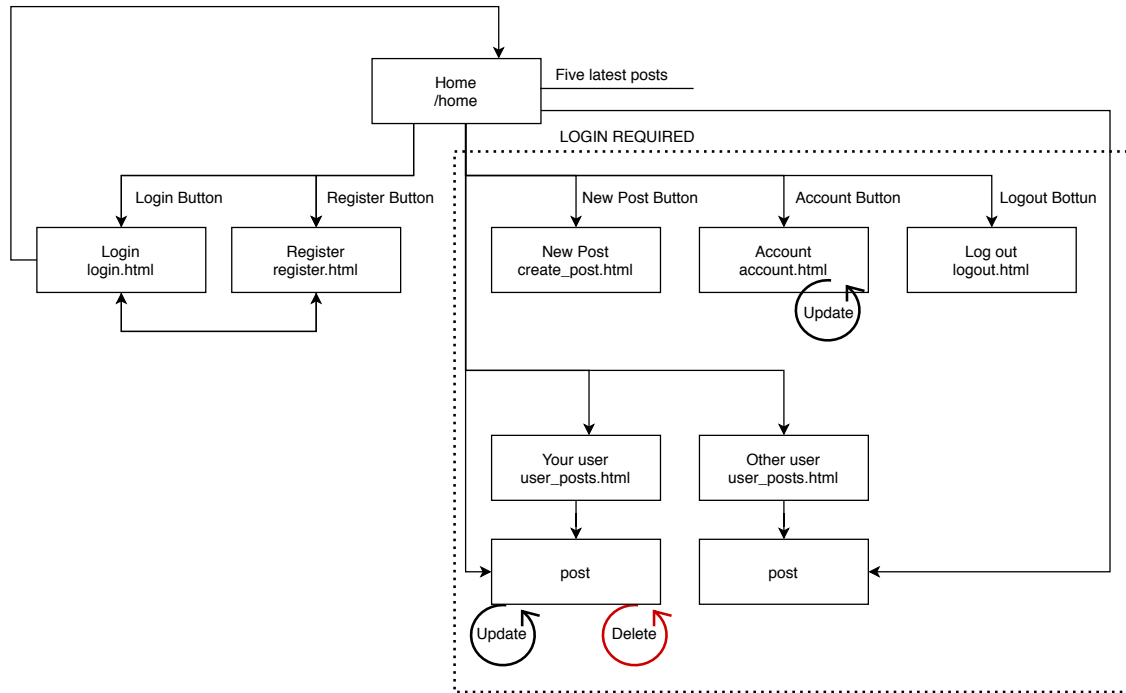 Home
/home
Five latest posts
LOGIN REQUIRED
Login Button
Register Button
New Post Button
Account Button
Logout Bottun
Login
login.html
Register
register.html
New Post
create_post.html
Account
account.html
Log out
logout.html
Update
Your user
user_posts.html
Other user
user_posts.html
post
post
Update
Delete